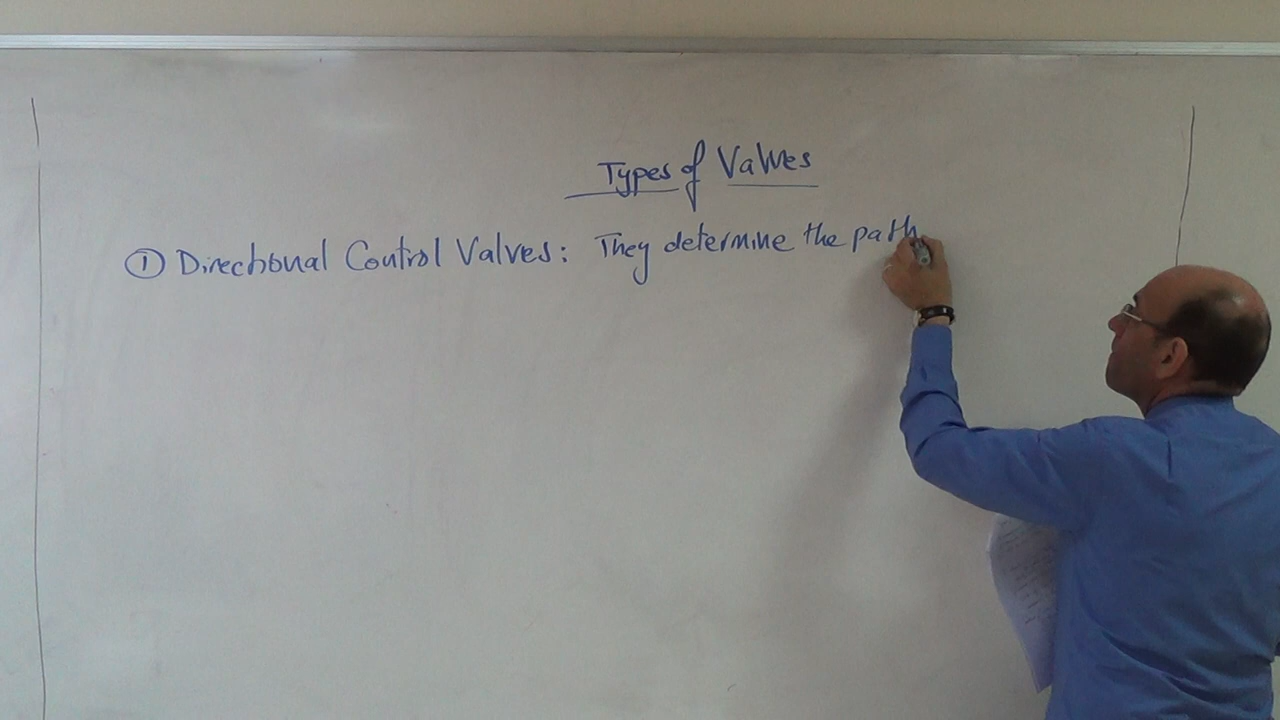 Types of Valves
① Directional Control Valves: They determine the path